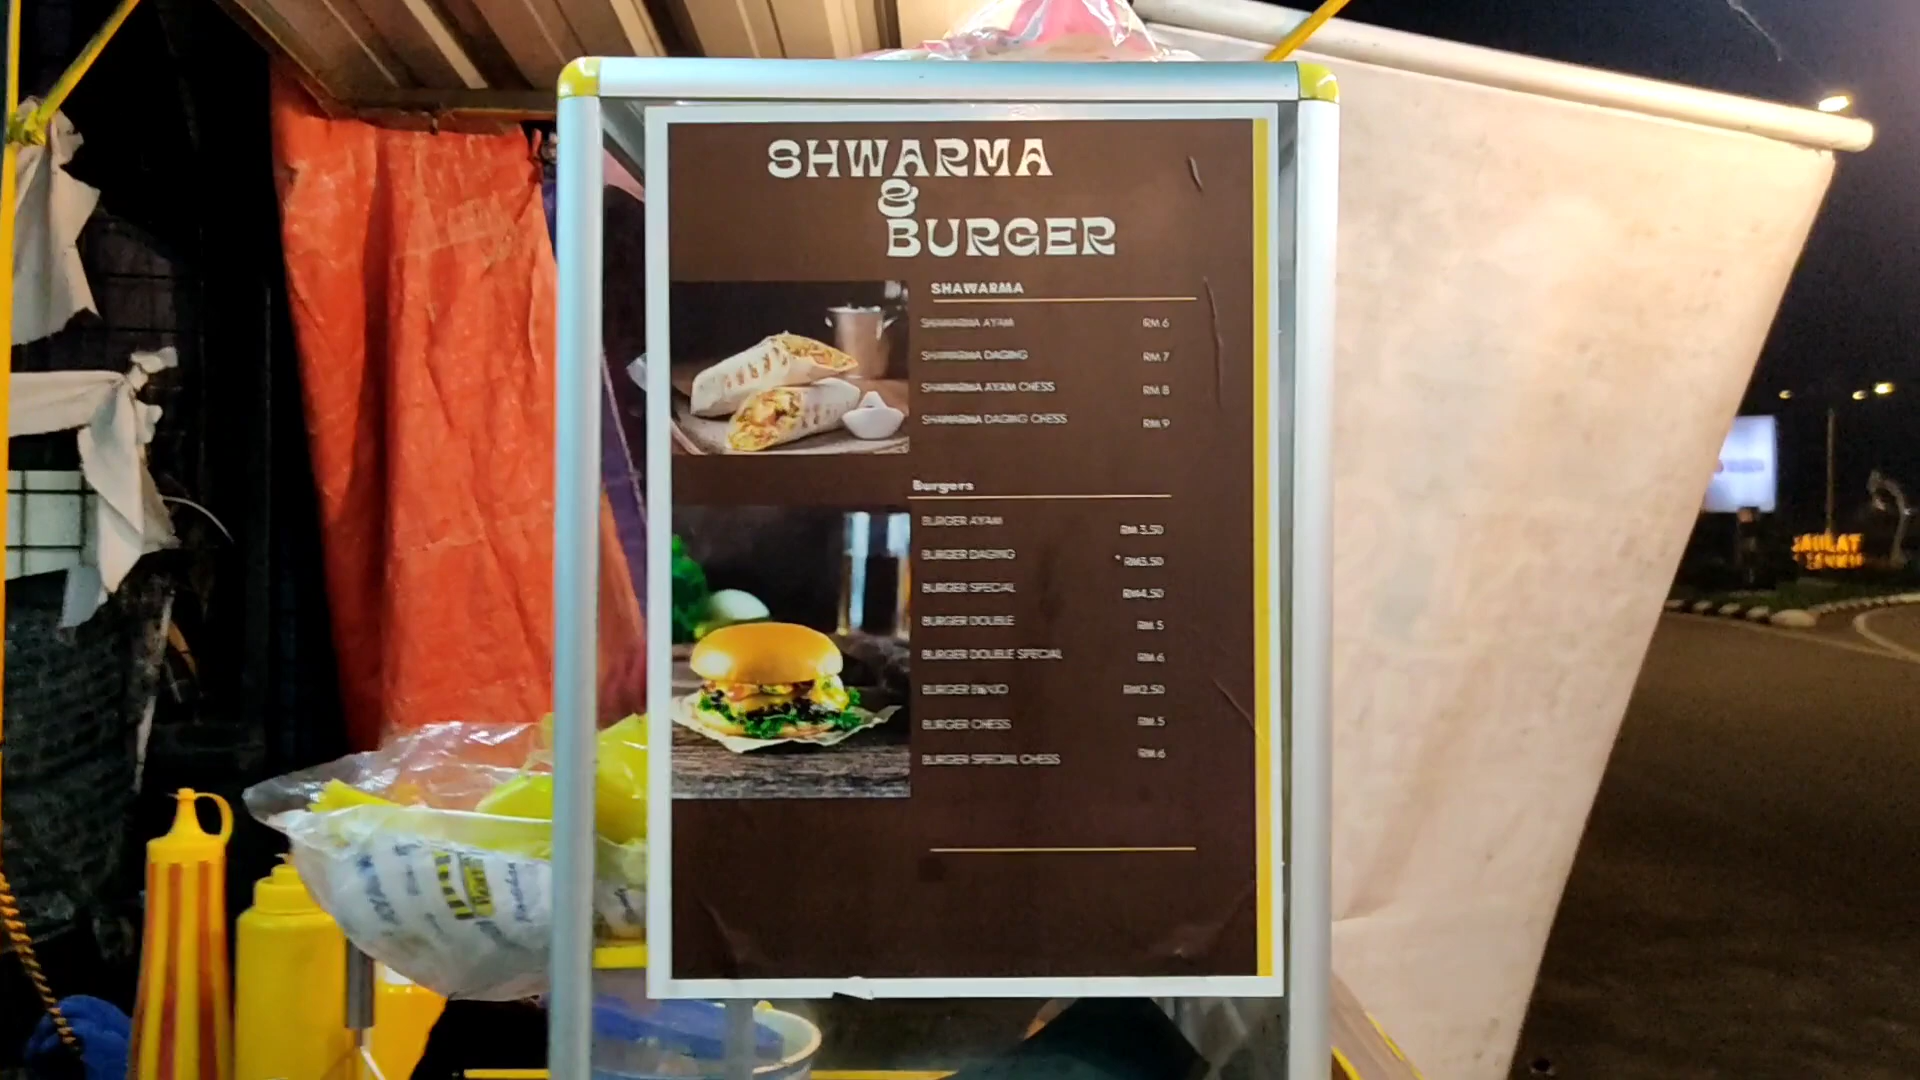 SHWARMA
&
BURGER
SHAWARMA
SHAWARMA AYAM RM 6
SHAWARMA DAGING RM 7
SHAWARMA AYAM CHESS RM 8
SHAWARMA DAGING CHESS RM 9
Burgers
BURGER AYAM RM 3.50
BURGER DAGING RM3.50
BURGER SPECIAL RM4.50
BURGER DOUBLE RM 5
BURGER DOUBLE SPECIAL RM 6
BURGER RM2.50
BURGER CHESS RM 5
BURGER SPECIAL CHESS RM 6